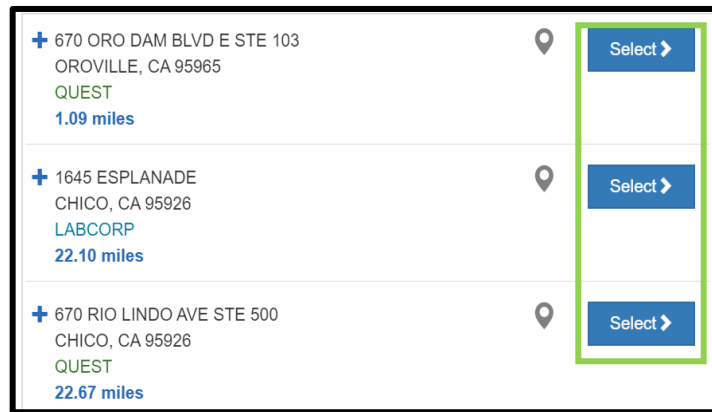 670 ORO DAM BLVD E STE 103
OROVILLE, CA 95965
QUEST
1.09 miles
Select
1645 ESPLANADE
CHICO, CA 95926
LABCORP
22.10 miles
Select
670 RIO LINDO AVE STE 500
CHICO, CA 95926
QUEST
22.67 miles
Select